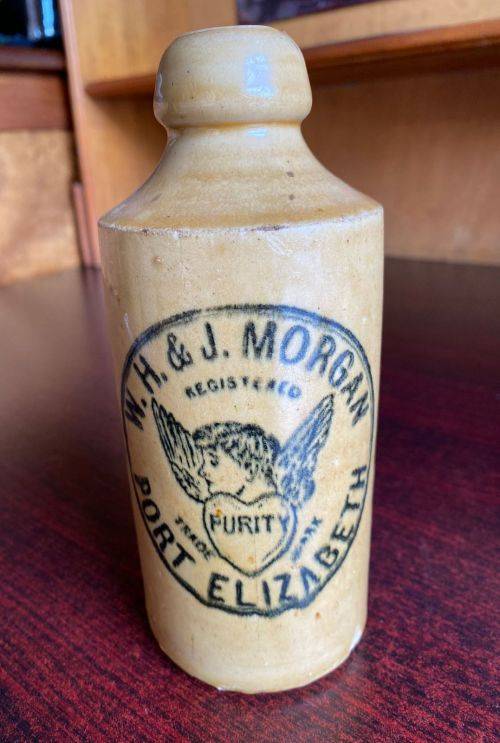 W.H. & J. MORGAN
REGISTERED
PURITY
TRADE MARK
PORT ELIZABETH